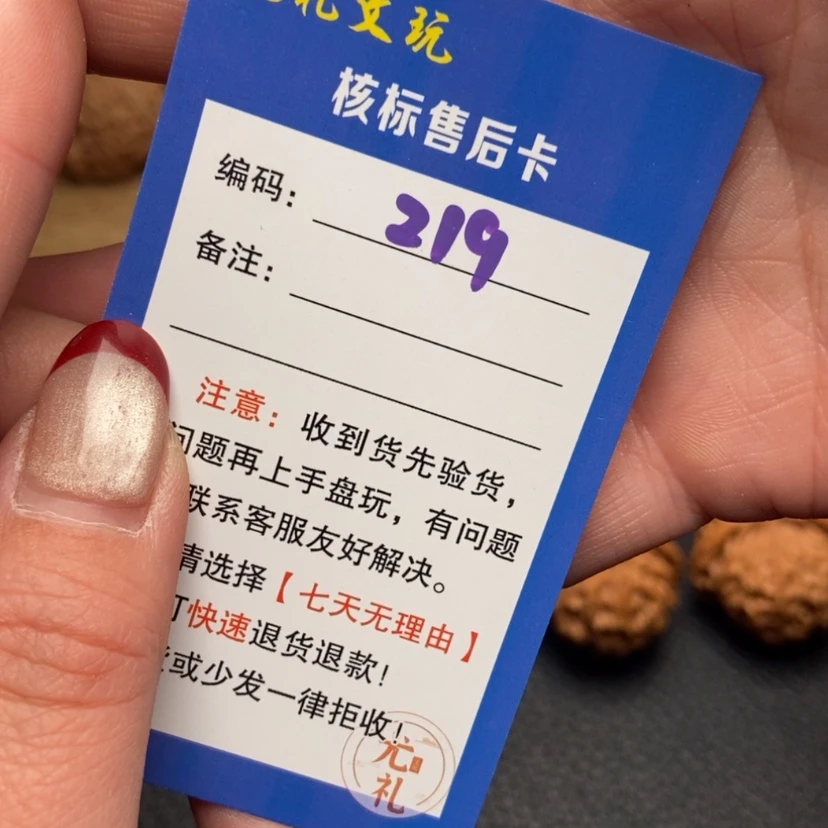 礼文玩
核标售后卡
编码：219
备注：
注意：收到货先验货，
问题再上手盘玩，有问题
联系客服友好解决。
请选择【七天无理由】
快速退货退款！
或少发一律拒收！
元
礼